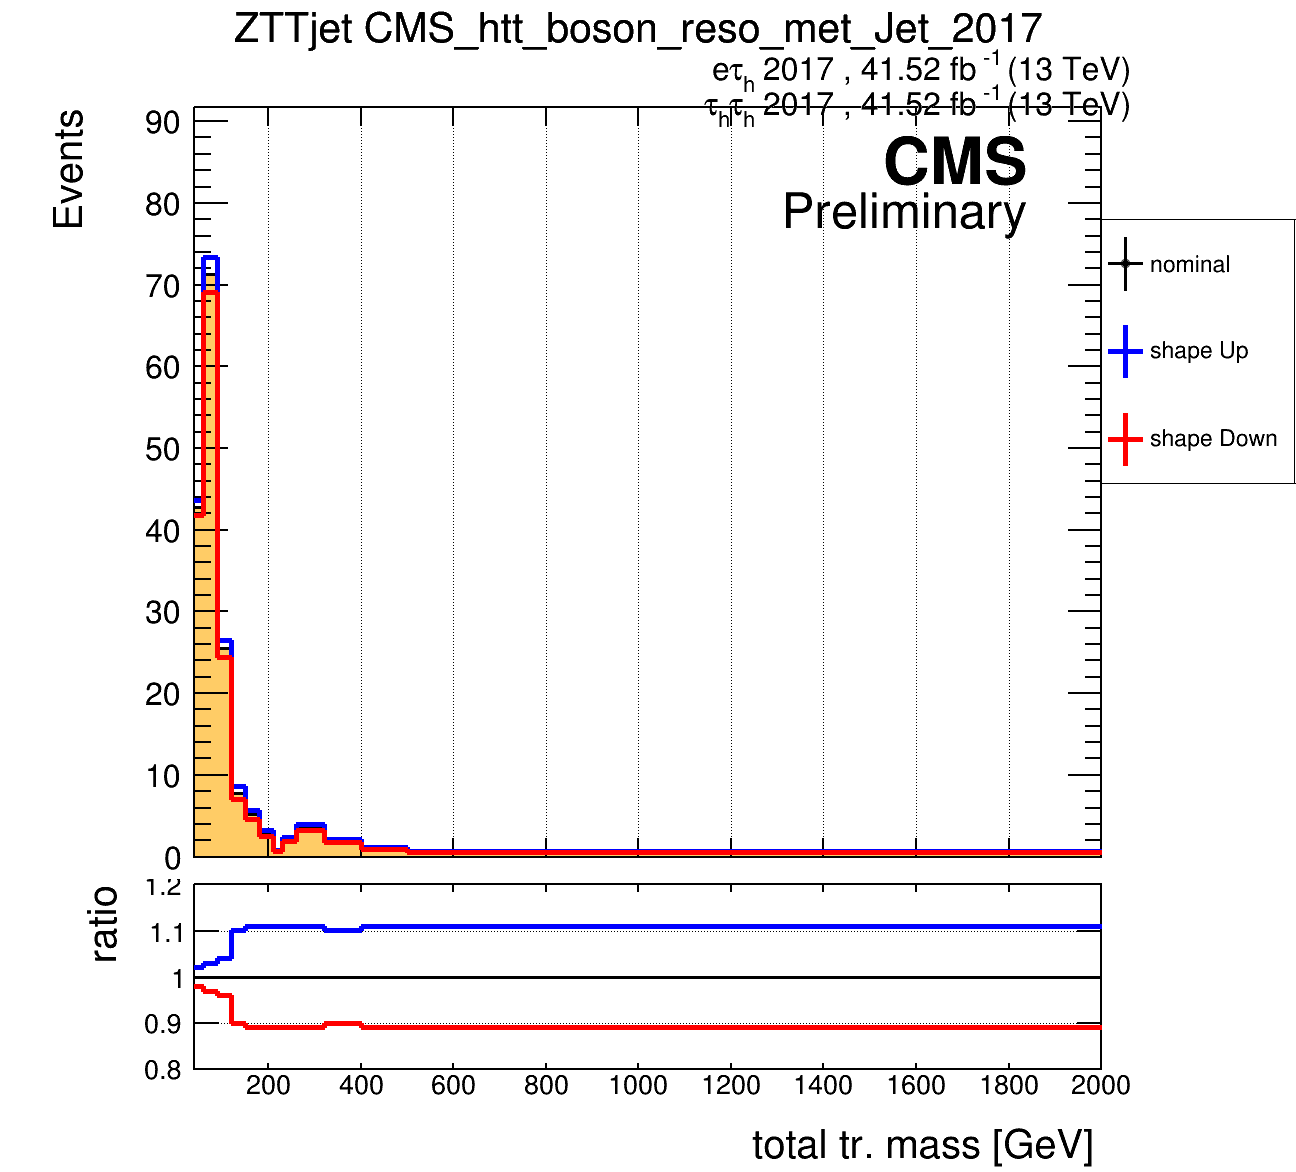 ZTTjet CMS_htt_boson_reso_met_Jet_2017
eτh 2017 , 41.52 fb -1 (13 TeV)
τhτh 2017 , 41.52 fb -1 (13 TeV)
CMS
Preliminary
Events
90
80
70
60
50
40
30
20
10
0
nominal
shape Up
shape Down
ratio
1.2
1.1
1
0.9
0.8
200 400 600 800 1000 1200 1400 1600 1800 2000
total tr. mass [GeV]